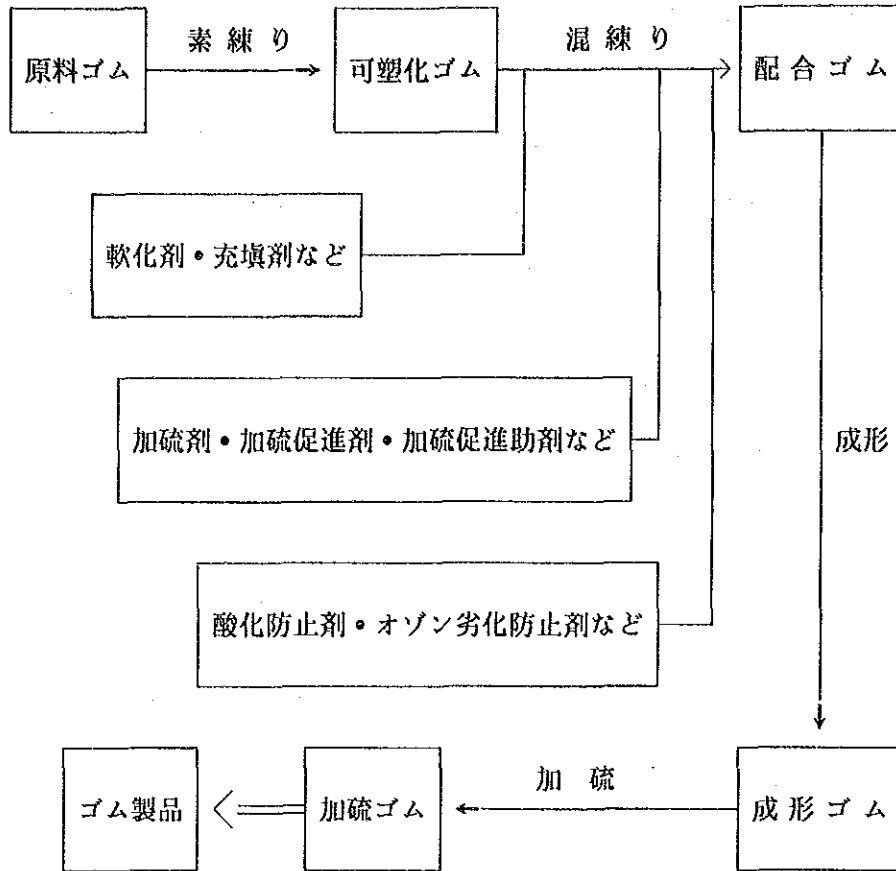 素練り
混練り
原料ゴム
可塑化ゴム
配合ゴム
軟化剤・充塡剤など
加硫剤・加硫促進剤・加硫促進助剤など
成形
酸化防止剤・オゾン劣化防止剤など
加硫
ゴム製品
加硫ゴム
成形ゴム